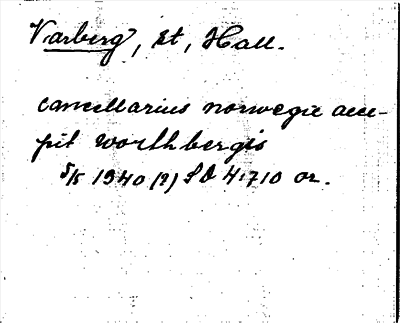 Varberg, st, Hall.
cancellarius norwegie acce-
pit worthbergis
5/5 1340 (?) SD 4:710 or.